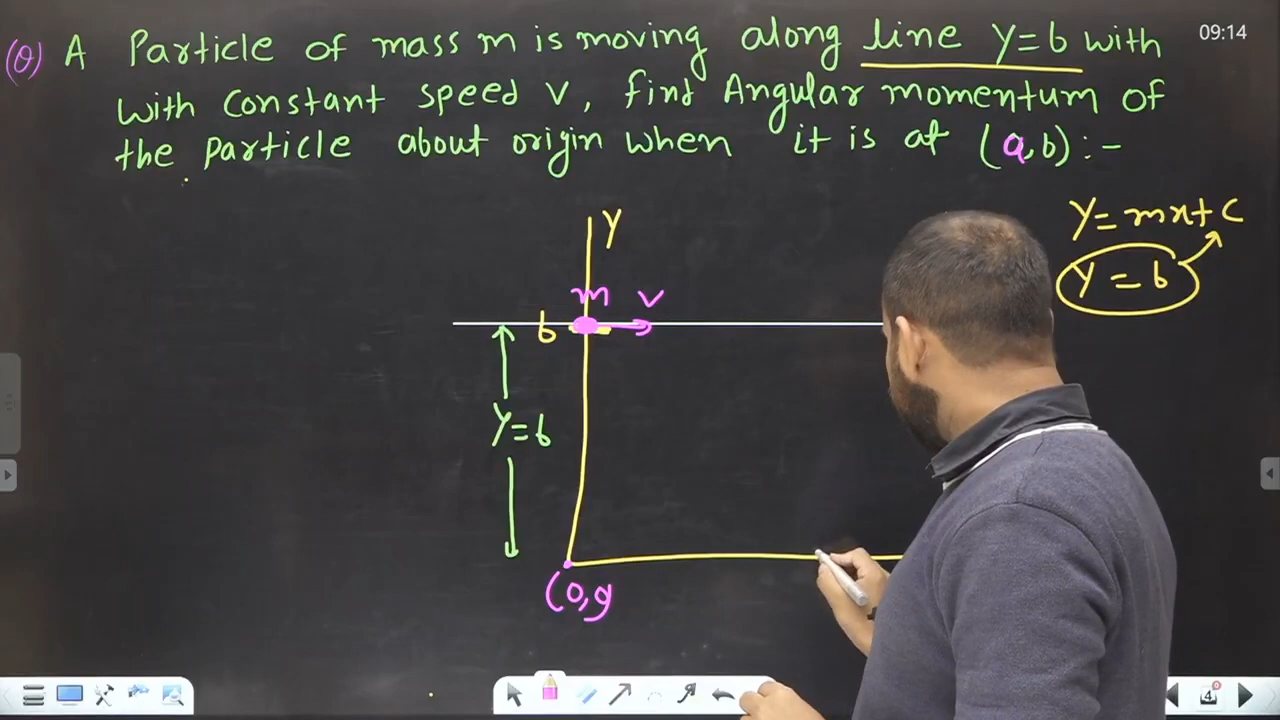 (Q) A Particle of mass m is moving along line y=b with
with constant speed v, find Angular momentum of
the particle about origin when it is at (a,b) :-
09:14
y = mx + c
y = b
Y
m
v
b
y = b
(0,0
4